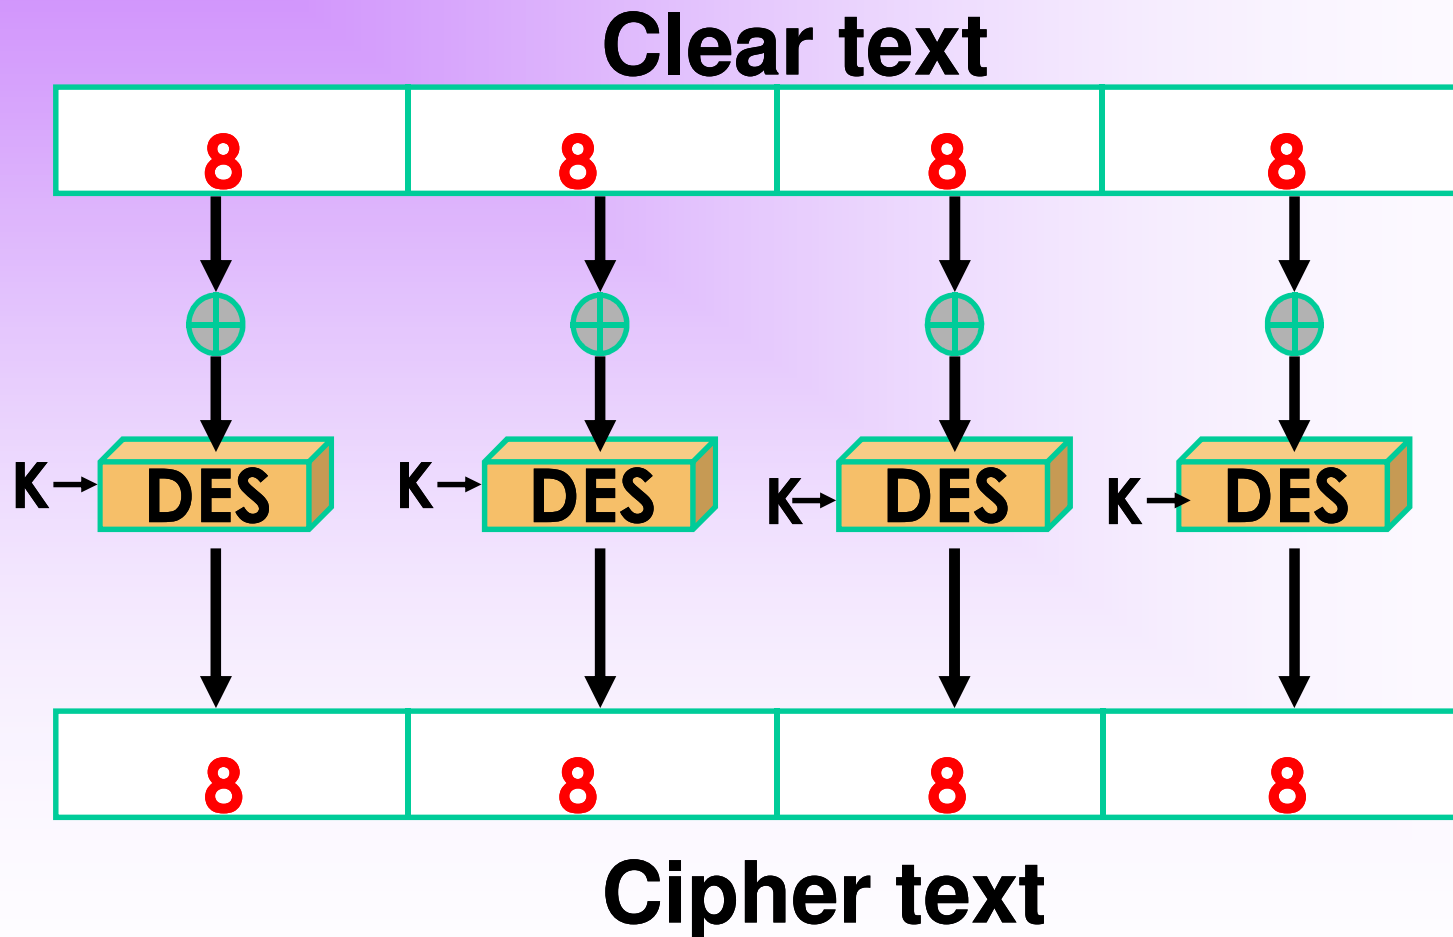 Clear text
8 8 8 8
K DES K DES K DES K DES
8 8 8 8
Cipher text